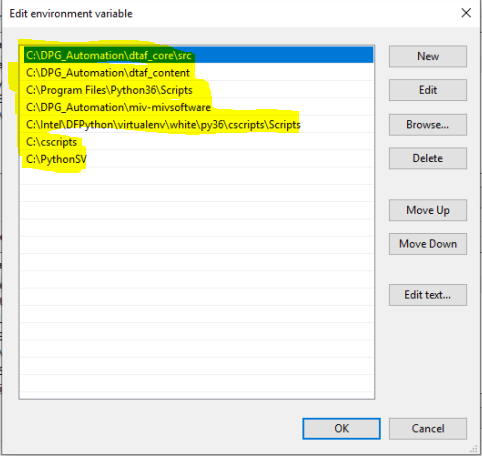 Edit environment variable
C:\DPG_Automation\dtaf_core\src
C:\DPG_Automation\dtaf_content
C:\Program Files\Python36\Scripts
C:\DPG_Automation\miv-mivsoftware
C:\Intel\DFPython\virtualenv\white\py36\cscripts\Scripts
C:\cscripts
C:\PythonSV
New
Edit
Browse...
Delete
Move Up
Move Down
Edit text...
OK
Cancel